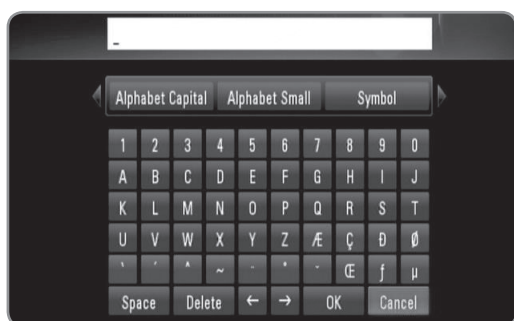 _
Alphabet Capital Alphabet Small Symbol
1 2 3 4 5 6 7 8 9 0
A B C D E F G H I J
K L M N O P Q R S T
U V W X Y Z Æ Ç Ð Ø
` ´ ^ ~ ¨ Œ ƒ µ
Space Delete ← → OK Cancel